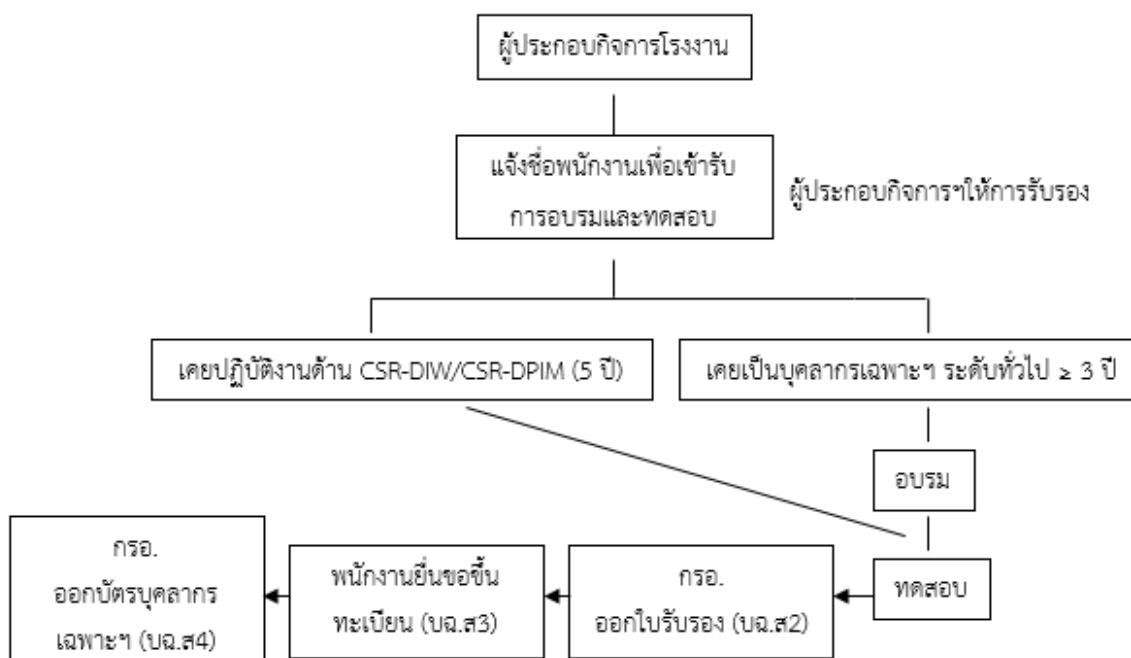 ผู้ประกอบกิจการโรงงาน
แจ้งชื่อพนักงานเพื่อเข้ารับ
การอบรมและทดสอบ
ผู้ประกอบกิจการฯให้การรับรอง
เคยปฏิบัติงานด้าน CSR-DIW/CSR-DPIM (5 ปี)
เคยเป็นบุคลากรเฉพาะฯ ระดับทั่วไป ≥ 3 ปี
อบรม
ทดสอบ
กรอ.
ออกใบรับรอง (บฉ.ส2)
พนักงานยื่นขอขึ้น
ทะเบียน (บฉ.ส3)
กรอ.
ออกบัตรบุคลากร
เฉพาะฯ (บฉ.ส4)